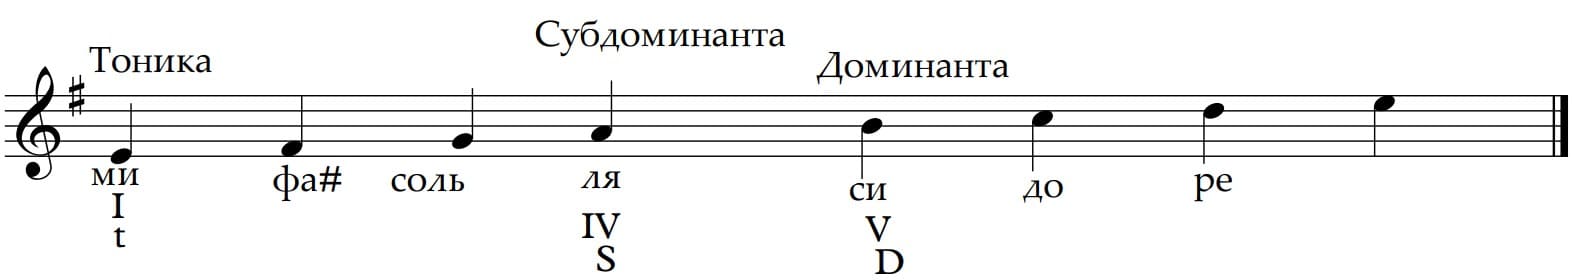 Субдоминанта
Тоника
Доминанта
ми фа# соль ля си до ре
I IV V
t S D